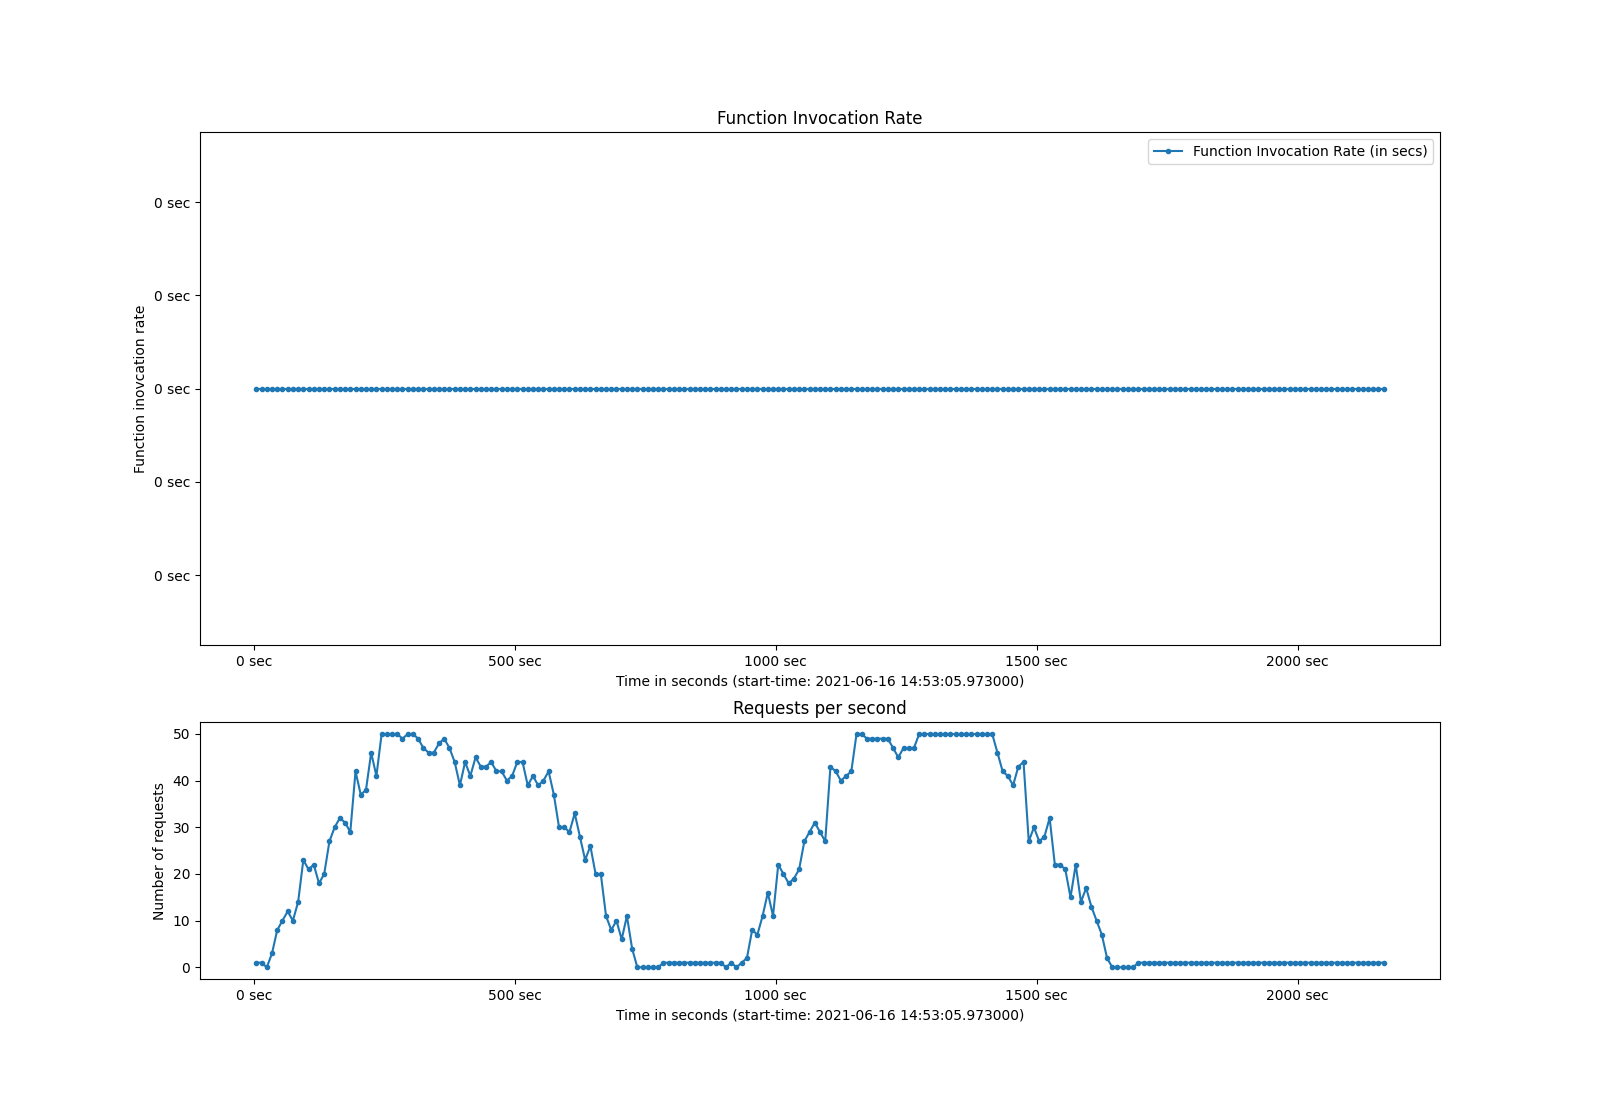 Function Invocation Rate
Function Invocation Rate (in secs)
0 sec
0 sec
0 sec
0 sec
0 sec
Function inovcation rate
0 sec 500 sec 1000 sec 1500 sec 2000 sec
Time in seconds (start-time: 2021-06-16 14:53:05.973000)
Requests per second
50
40
30
20
10
0
Number of requests
0 sec 500 sec 1000 sec 1500 sec 2000 sec
Time in seconds (start-time: 2021-06-16 14:53:05.973000)